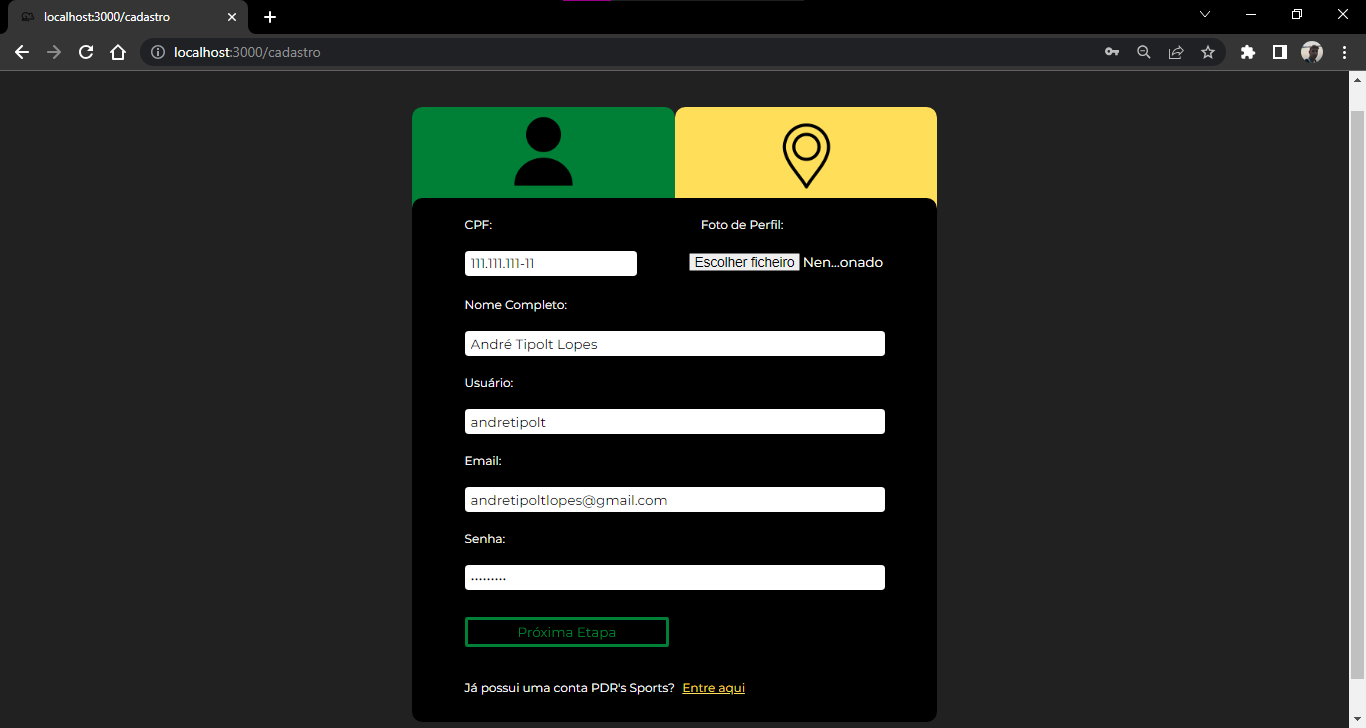 localhost:3000/cadastro
localhost:3000/cadastro
CPF: Foto de Perfil:
111.111.111-11 Escolher ficheiro Nen...onado
Nome Completo:
André Tipolt Lopes
Usuário:
andretipolt
Email:
andretipoltlopes@gmail.com
Senha:
•••••••••
Próxima Etapa
Já possui uma conta PDR's Sports? Entre aqui